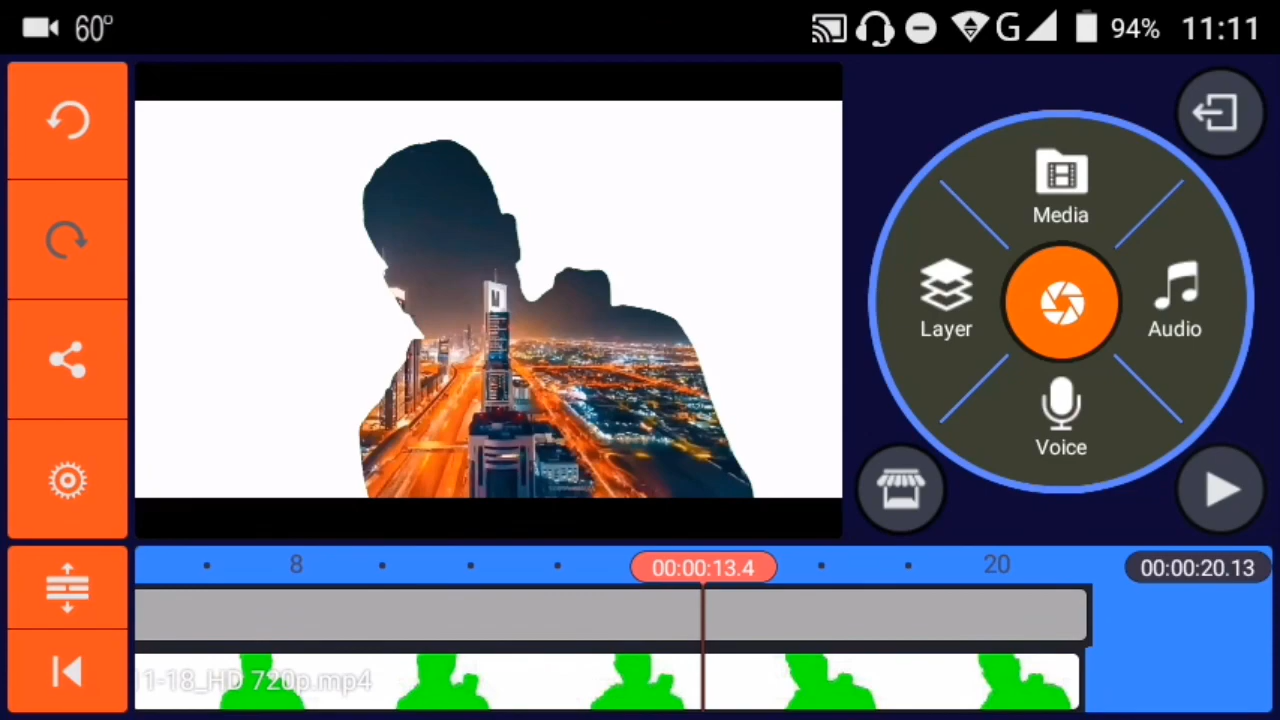 60° G 94% 11:11
Media
Layer
Audio
Voice
8
00:00:13.4
20
00:00:20.13
11-18_HD 720p.mp4